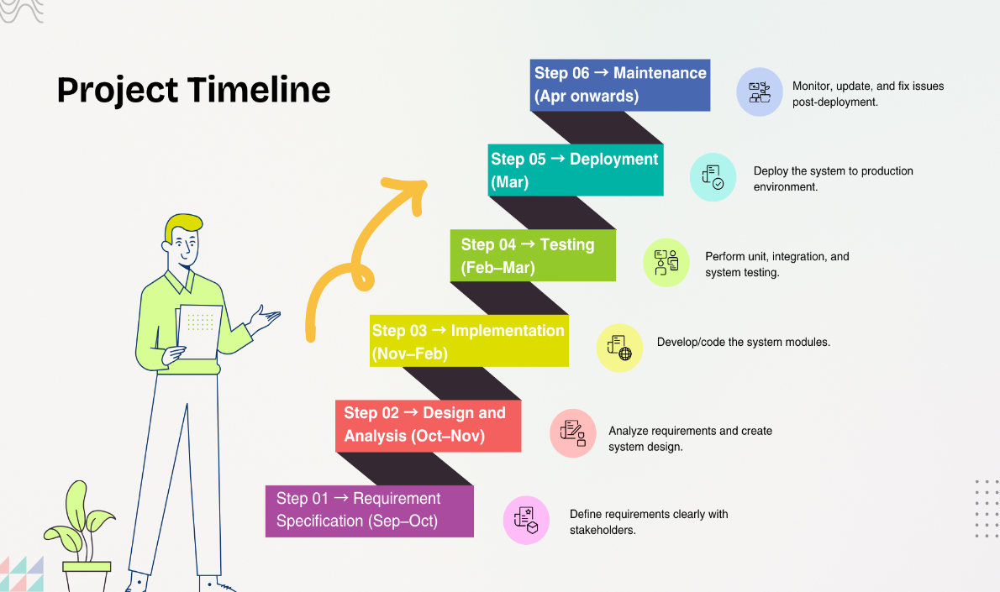 Project Timeline
Step 06 → Maintenance
(Apr onwards)
Monitor, update, and fix issues
post-deployment.
Step 05 → Deployment
(Mar)
Deploy the system to production
environment.
Step 04 → Testing
(Feb–Mar)
Perform unit, integration, and
system testing.
Step 03 → Implementation
(Nov–Feb)
Develop/code the system modules.
Step 02 → Design and
Analysis (Oct–Nov)
Analyze requirements and create
system design.
Step 01 → Requirement
Specification (Sep–Oct)
Define requirements clearly with
stakeholders.